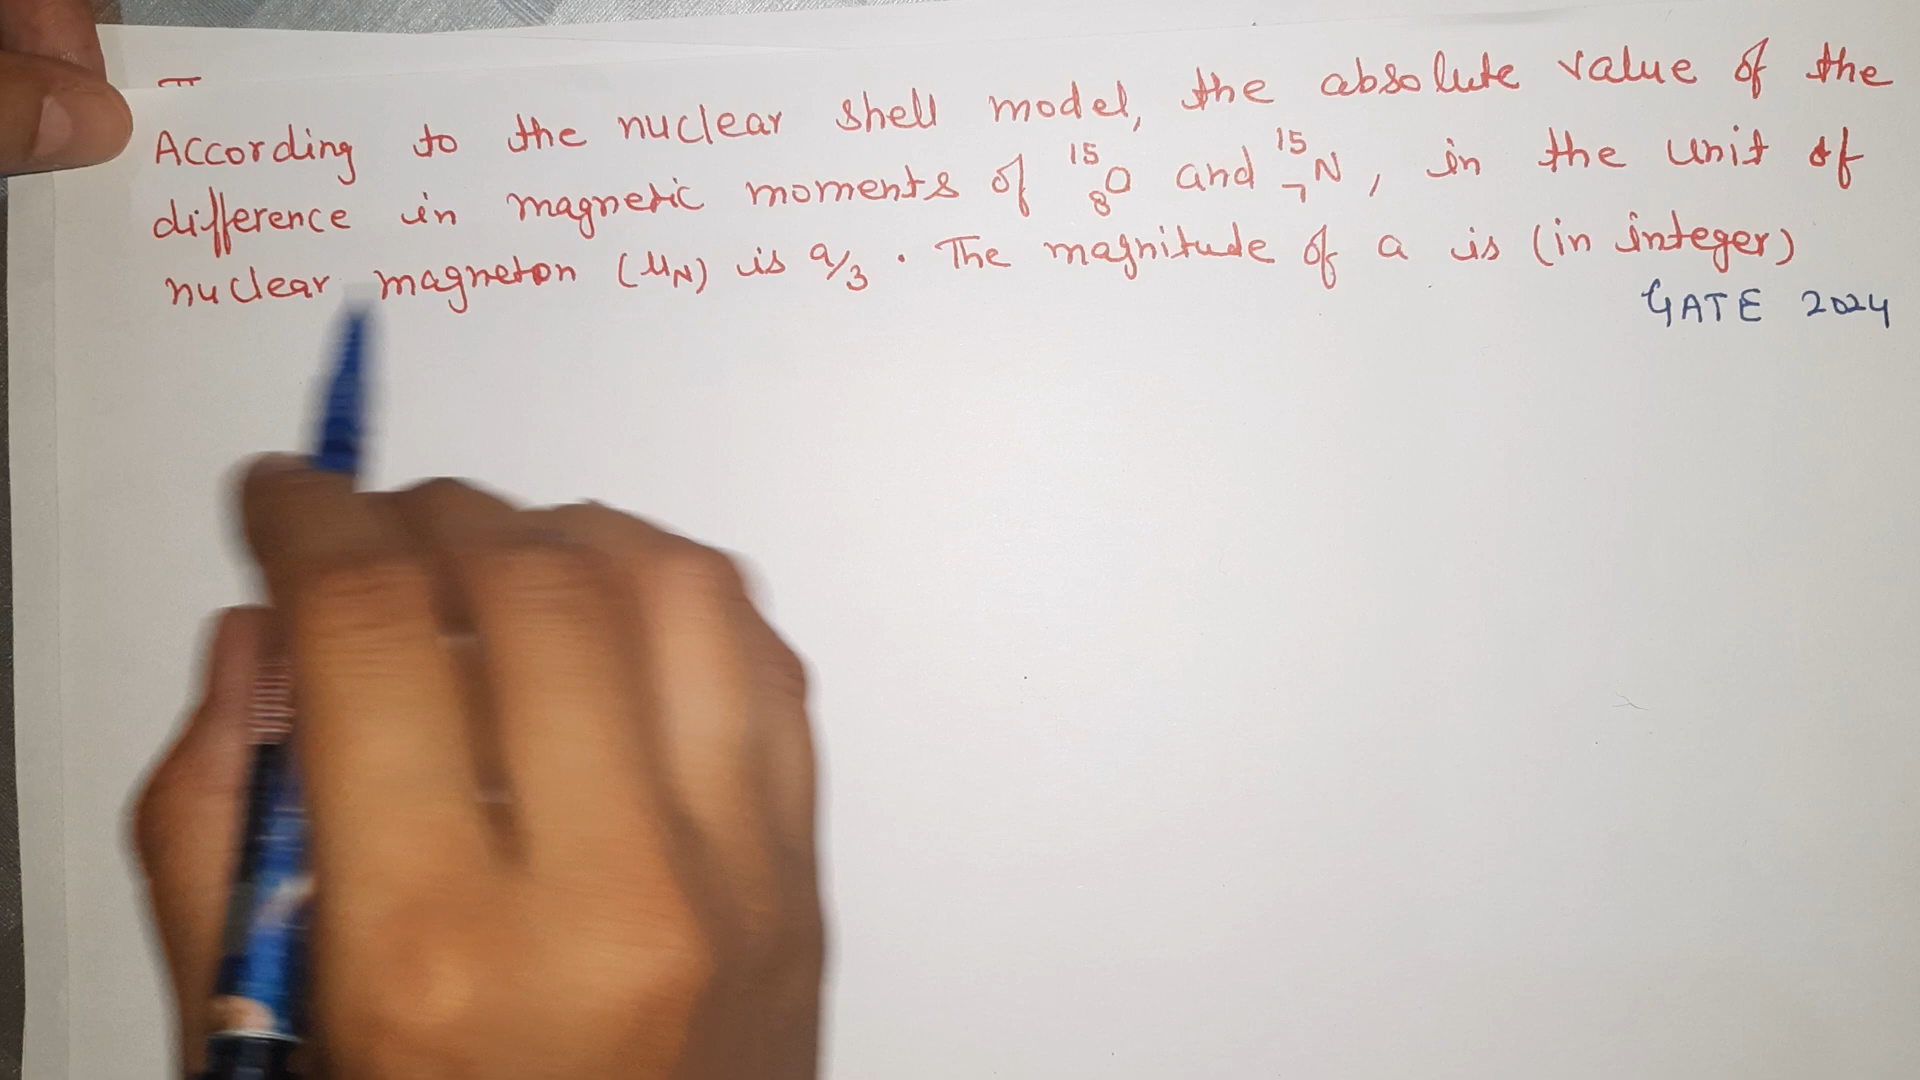 According to the nuclear shell model, the absolute value of the
difference in magnetic moments of ¹⁵₈O and ¹⁵₇N, in the unit of
nuclear magneton (μN) is a/3. The magnitude of a is (in integer)
GATE 2024